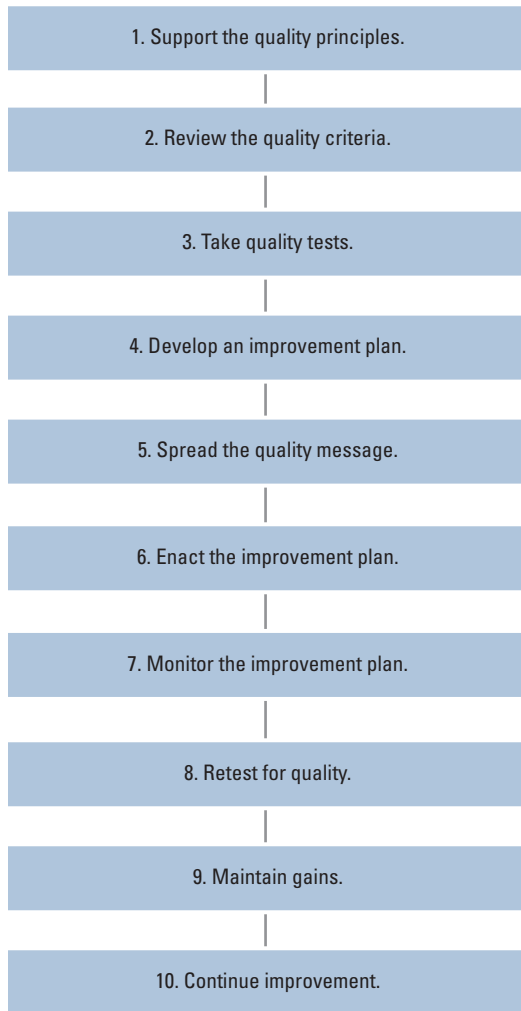 1. Support the quality principles.
2. Review the quality criteria.
3. Take quality tests.
4. Develop an improvement plan.
5. Spread the quality message.
6. Enact the improvement plan.
7. Monitor the improvement plan.
8. Retest for quality.
9. Maintain gains.
10. Continue improvement.